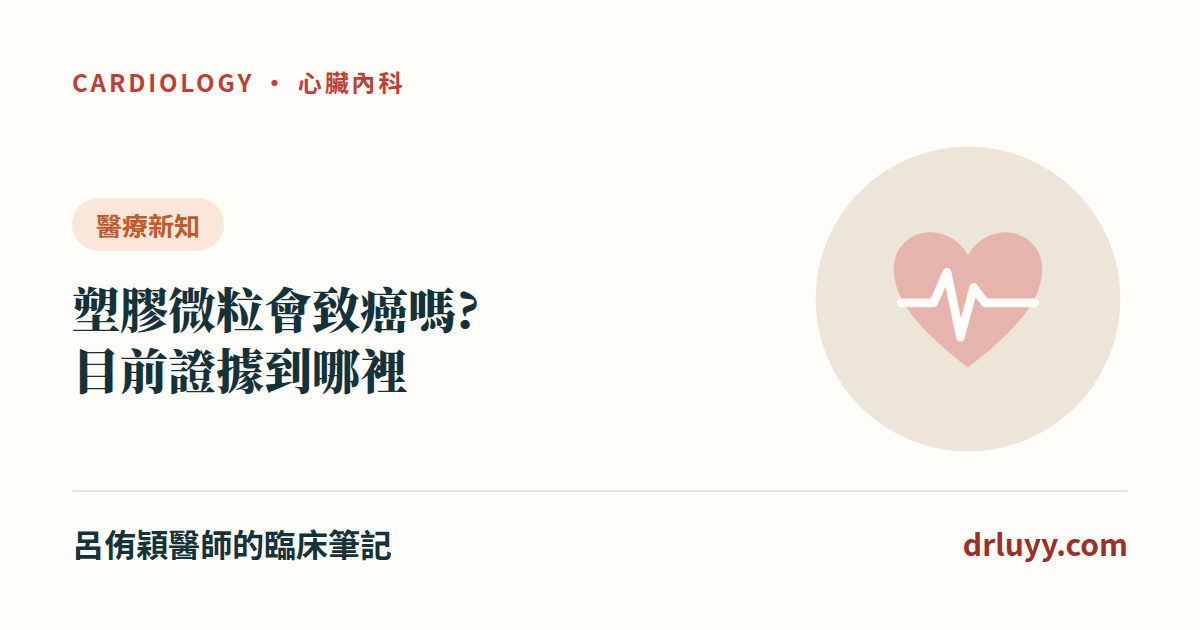 CARDIOLOGY ・ 心臟內科
醫療新知
塑膠微粒會致癌嗎?
目前證據到哪裡
呂侑穎醫師的臨床筆記
drluyy.com